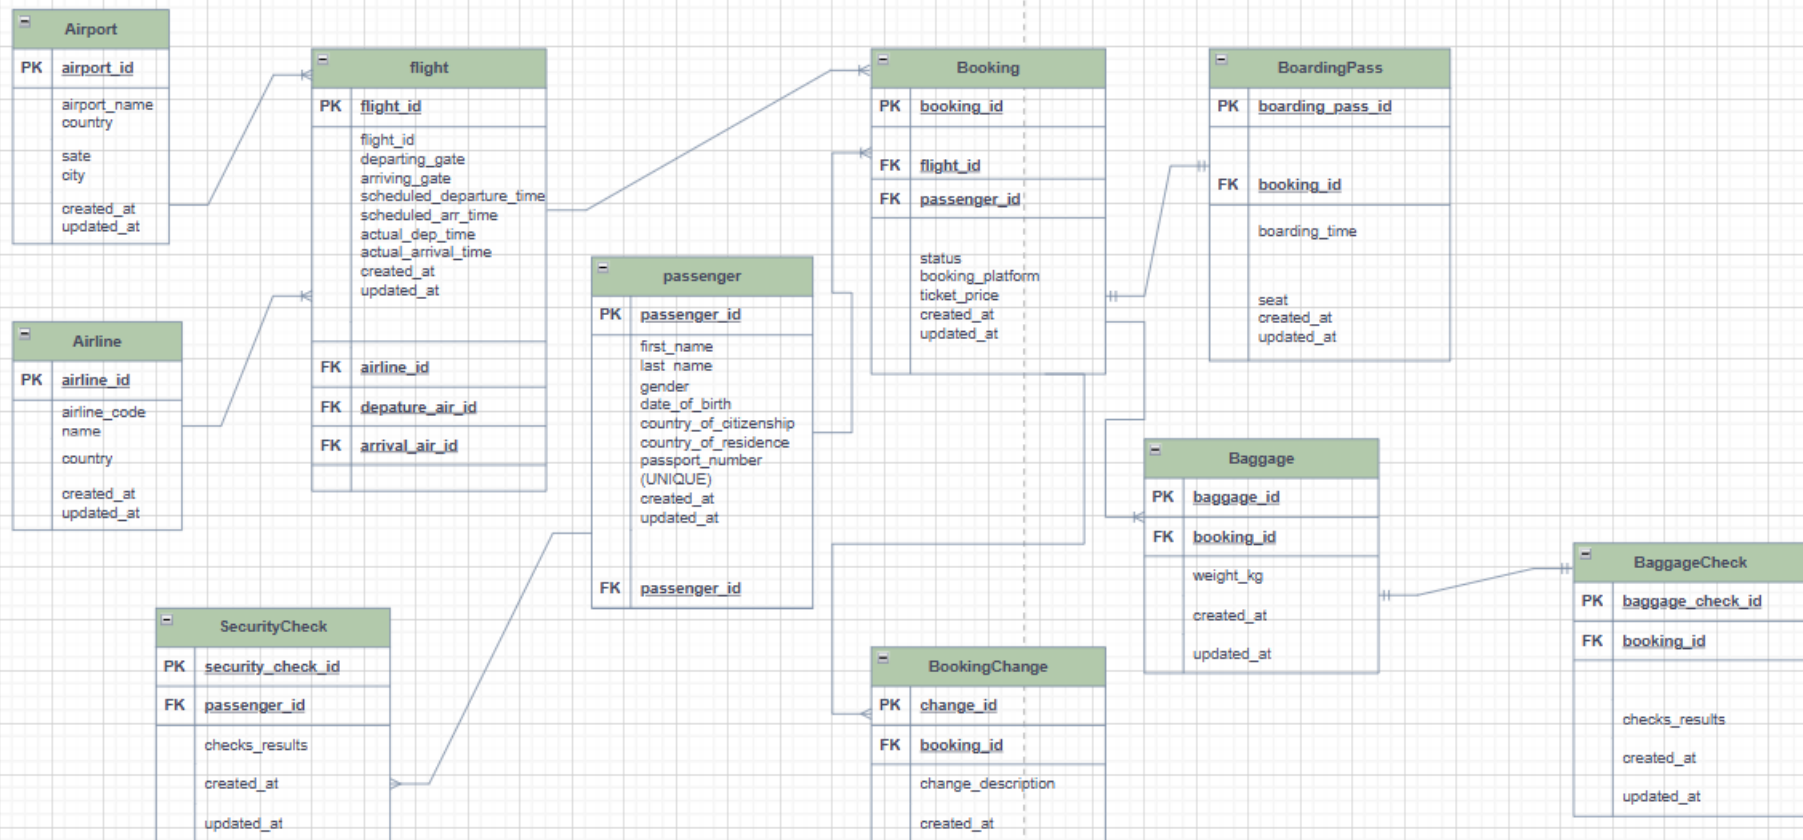 Airport
PK airport_id
airport_name
country
sate
city
created_at
updated_at
flight
PK flight_id
flight_id
departing_gate
arriving_gate
scheduled_departure_time
scheduled_arr_time
actual_dep_time
actual_arrival_time
created_at
updated_at
FK airline_id
FK depature_air_id
FK arrival_air_id
Booking
PK booking_id
FK flight_id
FK passenger_id
status
booking_platform
ticket_price
created_at
updated_at
BoardingPass
PK boarding_pass_id
FK booking_id
boarding_time
seat
created_at
updated_at
passenger
PK passenger_id
first_name
last_name
gender
date_of_birth
country_of_citizenship
country_of_residence
passport_number
(UNIQUE)
created_at
updated_at
FK passenger_id
Airline
PK airline_id
airline_code
name
country
created_at
updated_at
Baggage
PK baggage_id
FK booking_id
weight_kg
created_at
updated_at
BaggageCheck
PK baggage_check_id
FK booking_id
checks_results
created_at
updated_at
SecurityCheck
PK security_check_id
FK passenger_id
checks_results
created_at
updated_at
BookingChange
PK change_id
FK booking_id
change_description
created_at